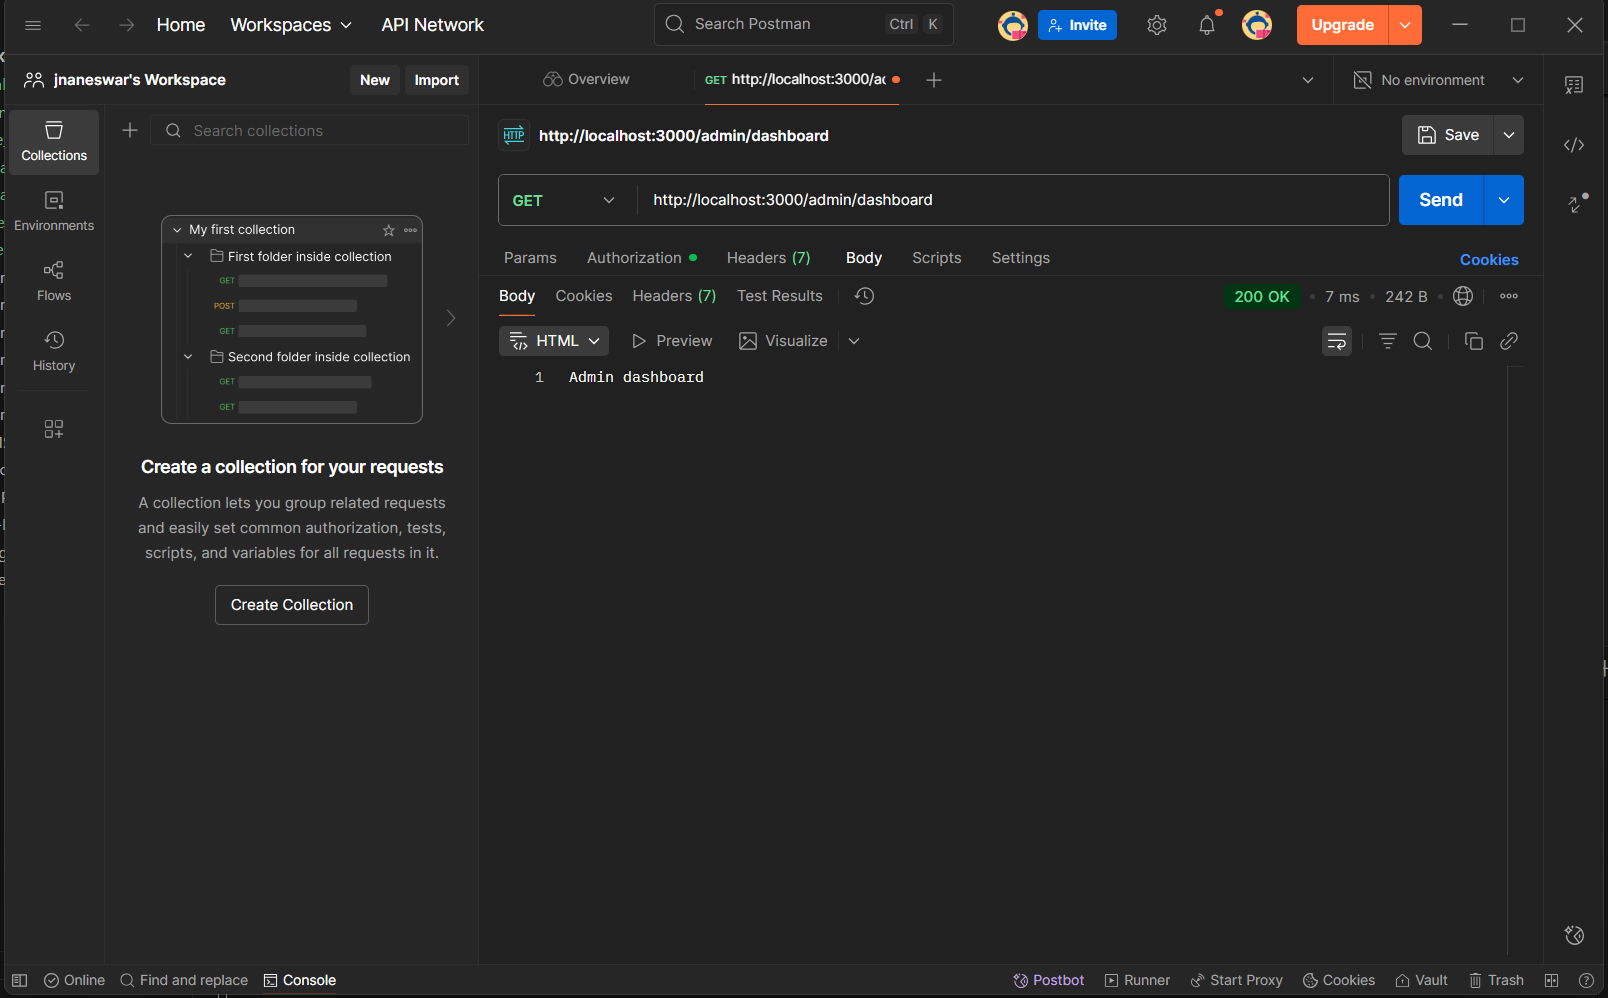 Home Workspaces API Network Search Postman Ctrl K Invite Upgrade
jnaneswar's Workspace New Import Overview GET http://localhost:3000/ac No environment
Search collections
http://localhost:3000/admin/dashboard Save
GET http://localhost:3000/admin/dashboard Send
Params Authorization Headers (7) Body Scripts Settings Cookies
Body Cookies Headers (7) Test Results 200 OK 7 ms 242 B
HTML Preview Visualize
1 Admin dashboard
Collections
Environments
Flows
History
My first collection
First folder inside collection
GET
POST
GET
Second folder inside collection
GET
GET
Create a collection for your requests
A collection lets you group related requests
and easily set common authorization, tests,
scripts, and variables for all requests in it.
Create Collection
Online Find and replace Console Postbot Runner Start Proxy Cookies Vault Trash